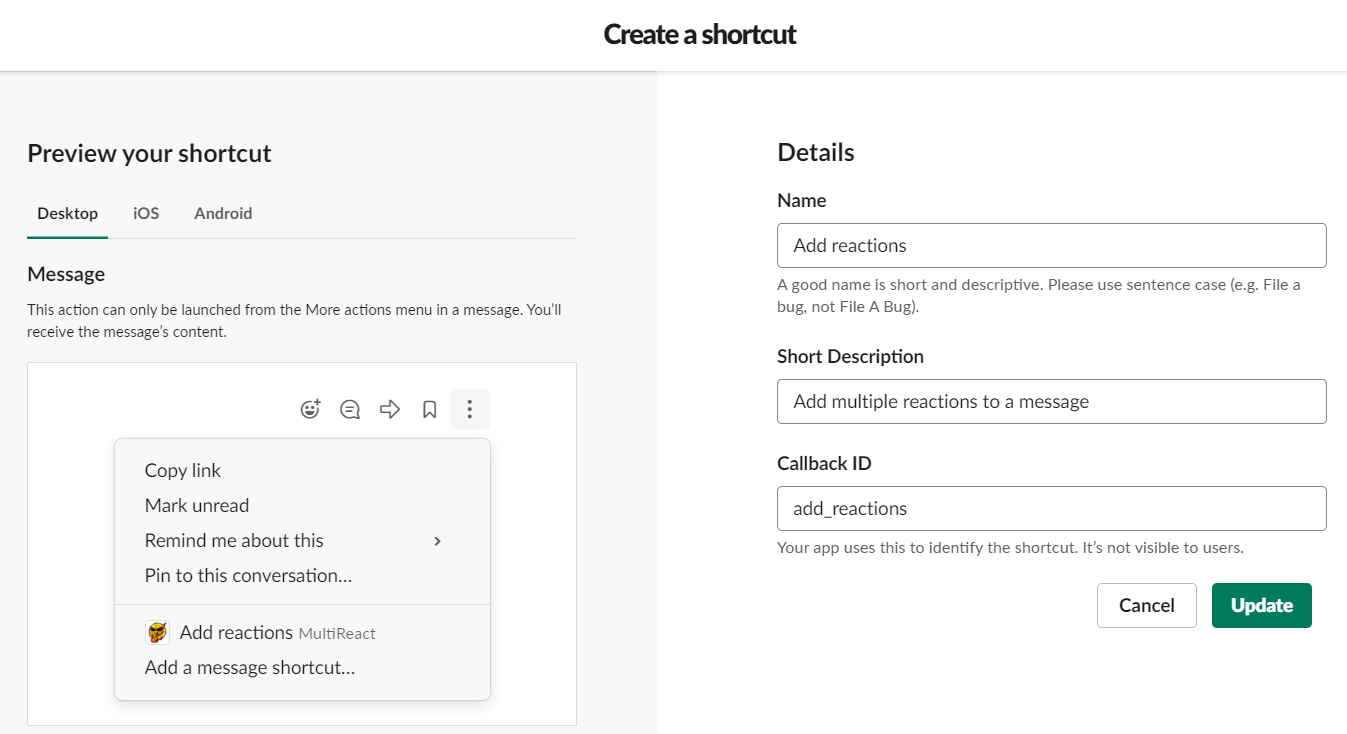 Create a shortcut
Preview your shortcut
Desktop
iOS
Android
Message
This action can only be launched from the More actions menu in a message. You’ll
receive the message’s content.
Copy link
Mark unread
Remind me about this
Pin to this conversation...
Add reactions MultiReact
Add a message shortcut...
Details
Name
Add reactions
A good name is short and descriptive. Please use sentence case (e.g. File a
bug, not File A Bug).
Short Description
Add multiple reactions to a message
Callback ID
add_reactions
Your app uses this to identify the shortcut. It’s not visible to users.
Cancel
Update